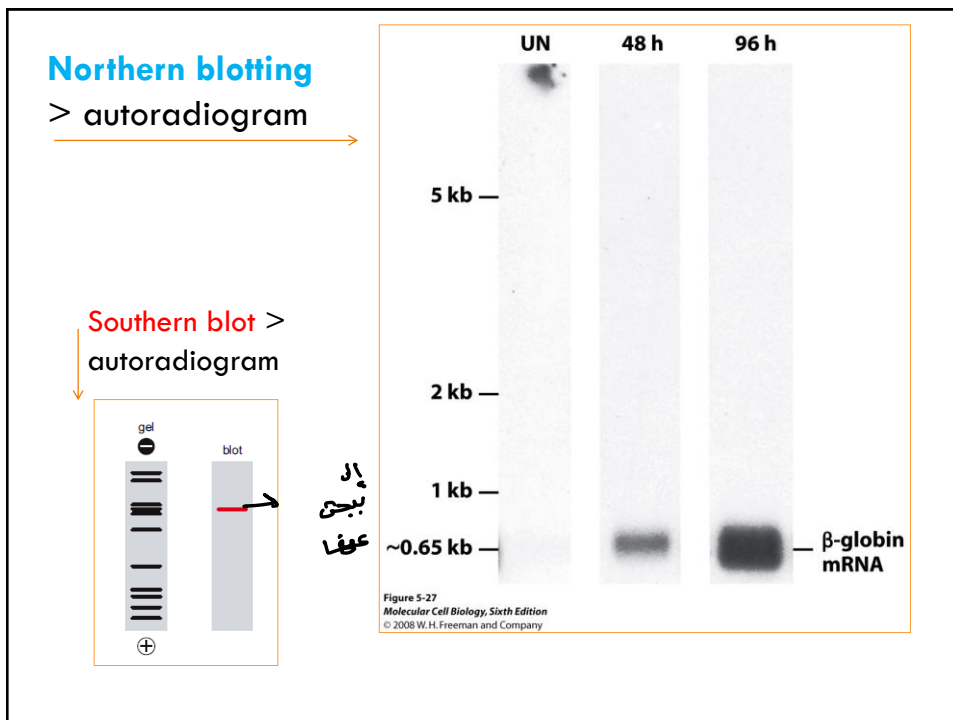 Northern blotting
> autoradiogram
Southern blot >
autoradiogram
gel
−
blot
+
إلي
UN 48 h 96 h
5 kb
2 kb
1 kb
~0.65 kb
β-globin
mRNA
Figure 5-27
Molecular Cell Biology, Sixth Edition
© 2008 W. H. Freeman and Company